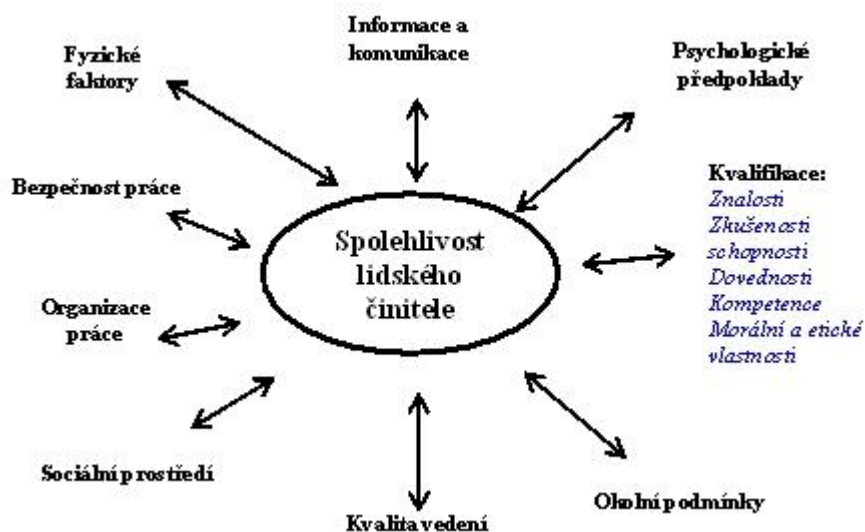 Informace a
komunikace
Fyzické
faktory
Psychologické
předpoklady
Bezpečnost práce
Kvalifikace:
Znalosti
Zkušenosti
schopnosti
Dovednosti
Kompetence
Morální a etické
vlastnosti
Spolehlivost
lidského
činitele
Organizace
práce
Sociální prostředí
Kvalita vedení
Okolní podmínky